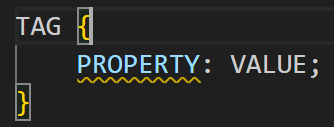 TAG {
    PROPERTY: VALUE;
}